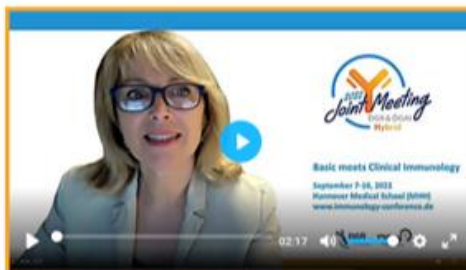 2022
Joint Meeting
DGfI & ÖGAI
Hybrid
Basic meets Clinical Immunology
September 7-10, 2022
Hannover Medical School (MHH)
www.immunology-conference.de
02:17